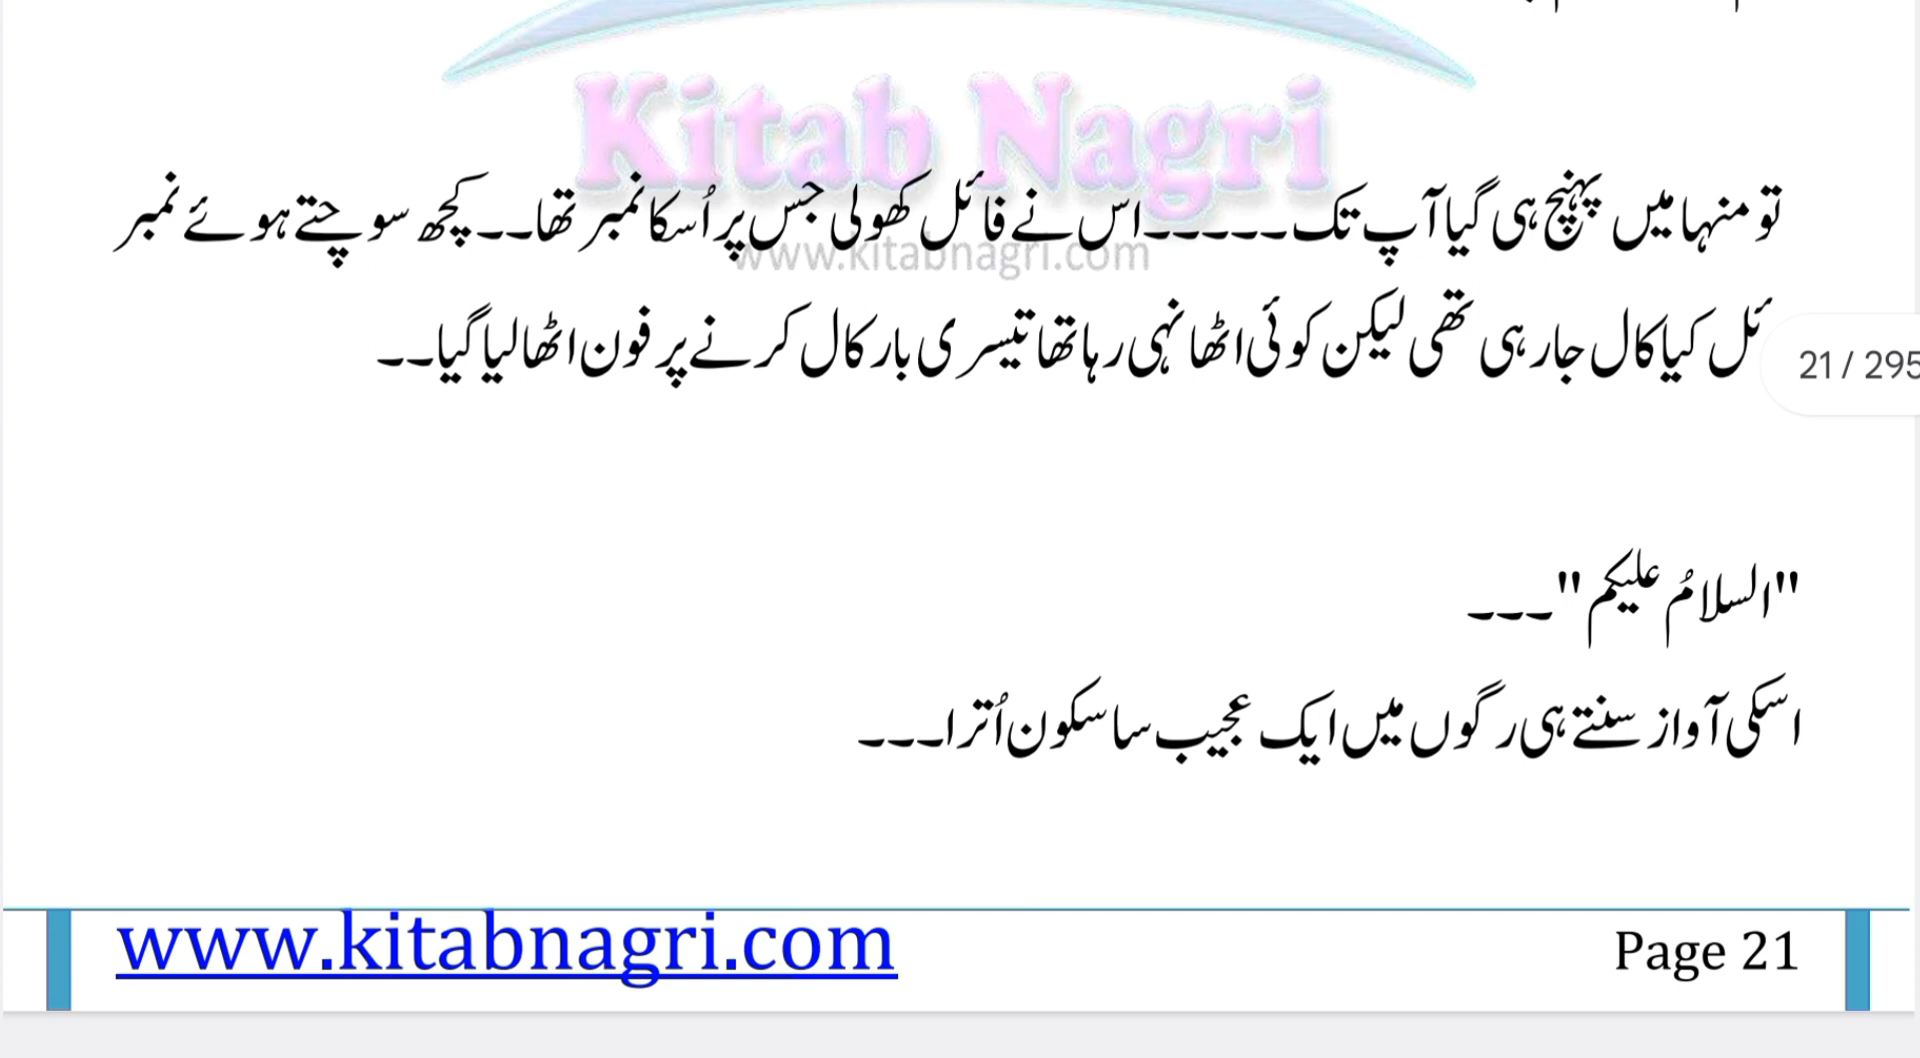 Kitab Nagri
www.kitabnagri.com
تو منہا میں پہنچ ہی گیا آپ تک۔۔۔۔۔اس نے فائل کھولی جس پر اُسکا نمبر تھا۔۔کچھ سوچتے ہوئے نمبر
ئل کیا کال جارہی تھی لیکن کوئی اٹھا نہی رہا تھا تیسری بار کال کرنے پر فون اٹھا لیا گیا۔۔
21 / 295
"السلامُ علیکم"۔۔۔
اسکی آواز سنتے ہی رگوں میں ایک عجیب سا سکون اُترا۔۔۔
www.kitabnagri.com
Page 21